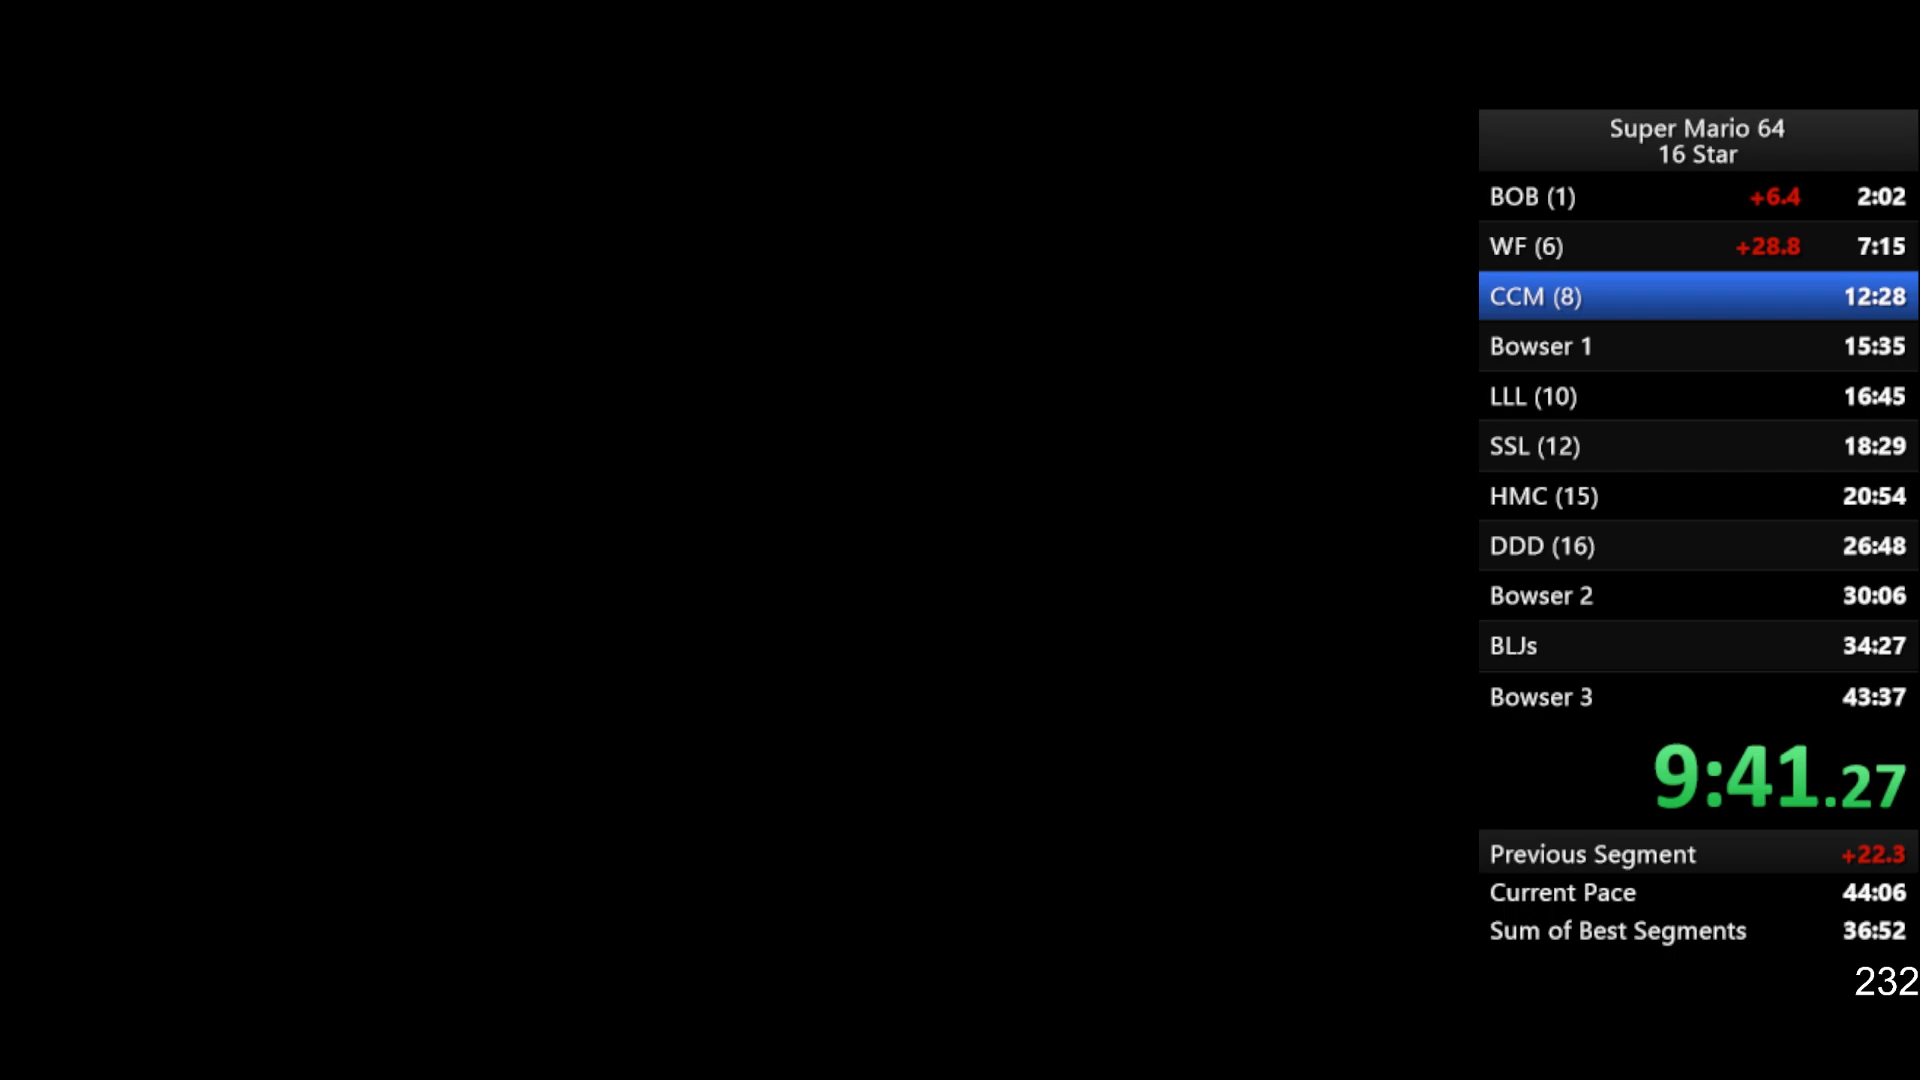 Super Mario 64
16 Star
BOB (1) +6.4 2:02
WF (6) +28.8 7:15
CCM (8) 12:28
Bowser 1 15:35
LLL (10) 16:45
SSL (12) 18:29
HMC (15) 20:54
DDD (16) 26:48
Bowser 2 30:06
BLJs 34:27
Bowser 3 43:37
9:41.27
Previous Segment +22.3
Current Pace 44:06
Sum of Best Segments 36:52
232